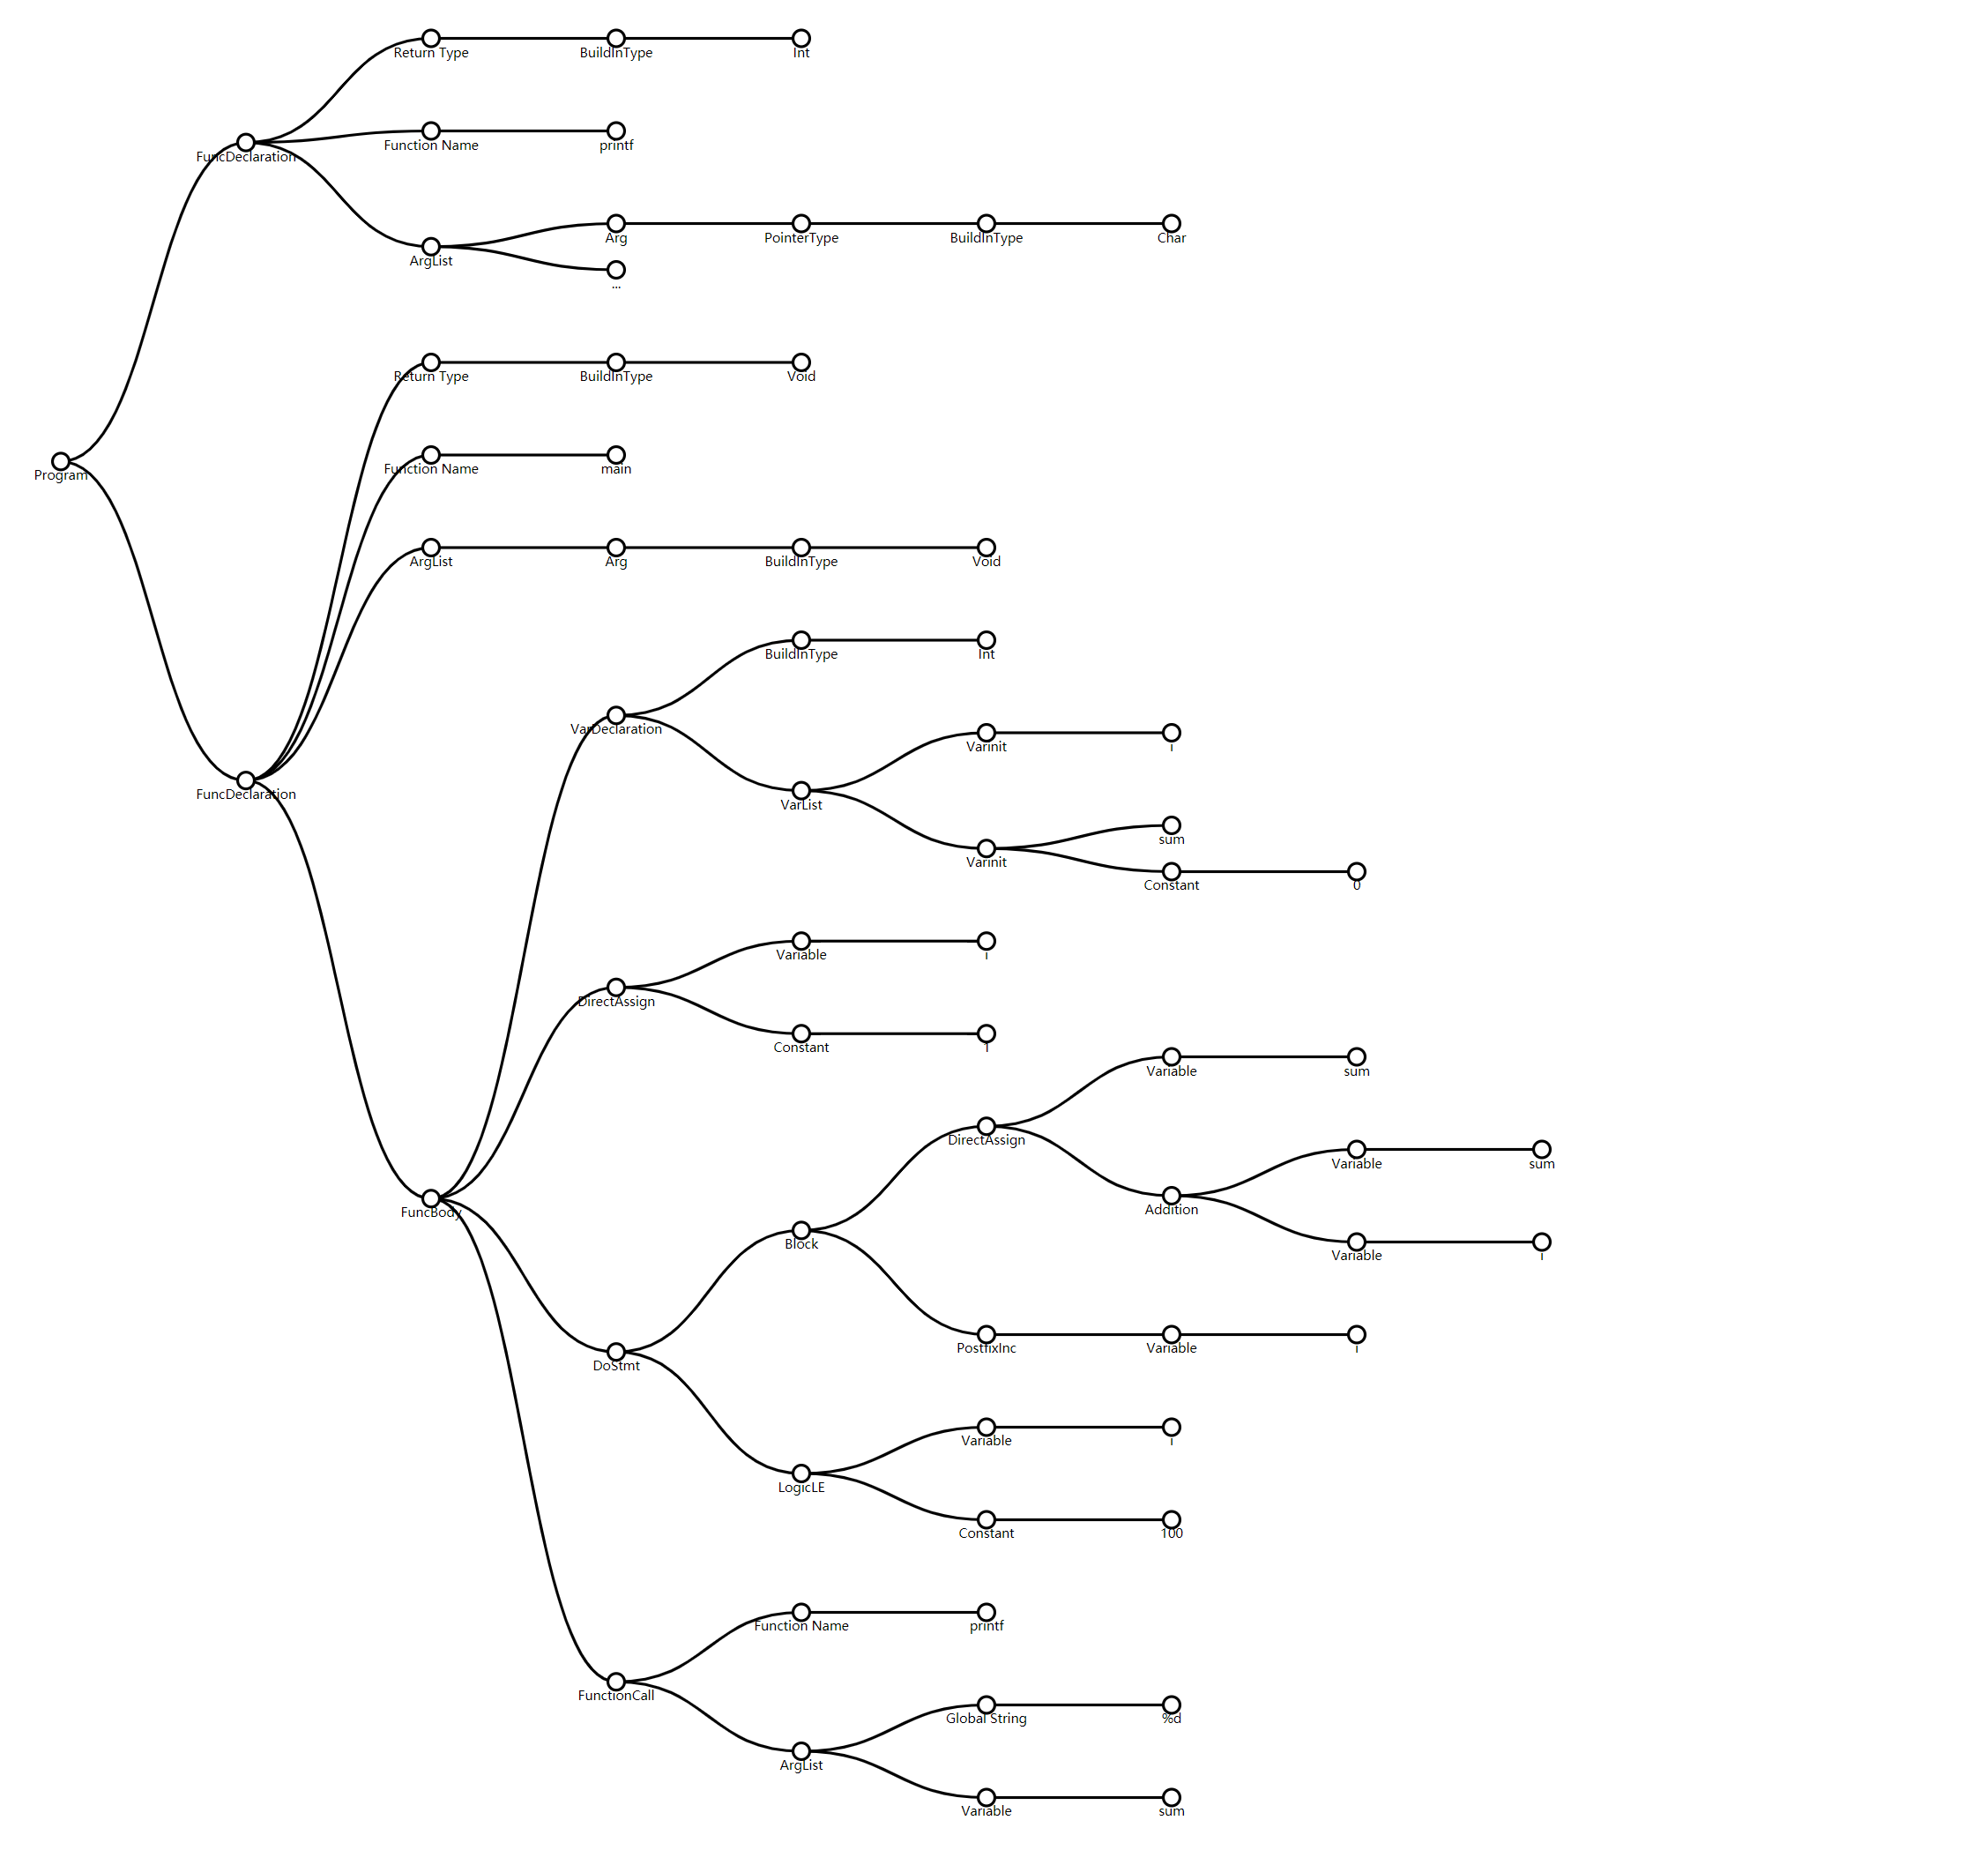 Return Type BuildInType Int
Function Name printf
FuncDeclaration
Arg PointerType BuildInType Char
ArgList
...
Return Type BuildInType Void
Function Name main
Program
ArgList Arg BuildInType Void
BuildInType Int
VarDeclaration
Varinit i
FuncDeclaration
VarList
sum
Varinit
Constant 0
Variable i
DirectAssign
Constant 1
Variable sum
DirectAssign
Variable sum
Addition
FuncBody
Block
Variable i
PostfixInc Variable i
DoStmt
Variable i
LogicLE
Constant 100
Function Name printf
FunctionCall
Global String %d
ArgList
Variable sum